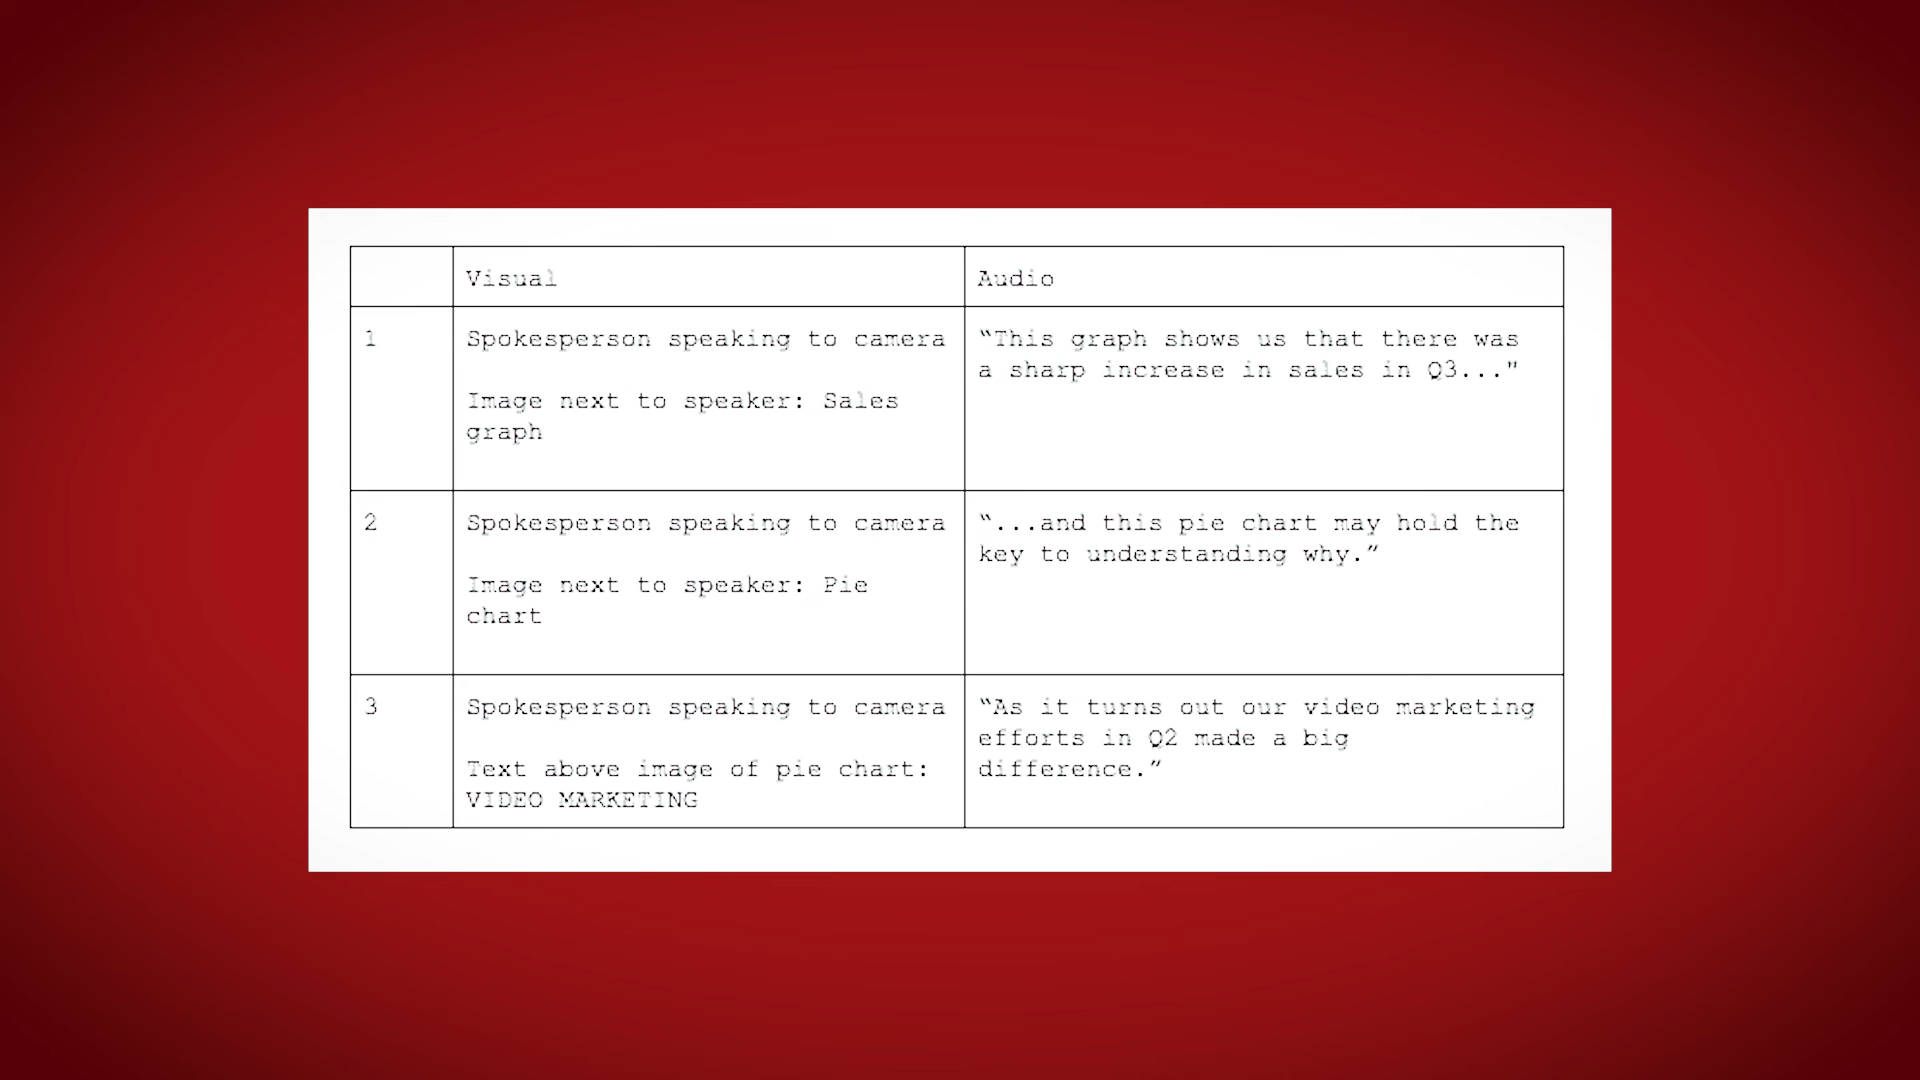 Visual
Audio
1
Spokesperson speaking to camera
Image next to speaker: Sales
graph
“This graph shows us that there was
a sharp increase in sales in Q3..."
2
Spokesperson speaking to camera
Image next to speaker: Pie
chart
“...and this pie chart may hold the
key to understanding why.”
3
Spokesperson speaking to camera
Text above image of pie chart:
VIDEO MARKETING
“As it turns out our video marketing
efforts in Q2 made a big
difference.”